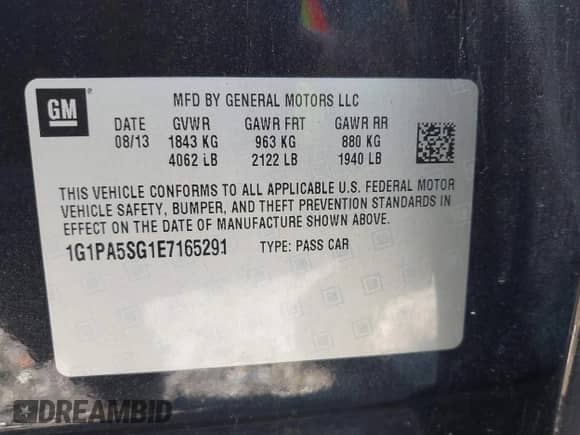 GM
MFD BY GENERAL MOTORS LLC
DATE GVWR GAWR FRT GAWR RR
08/13 1843 KG 963 KG 880 KG
4062 LB 2122 LB 1940 LB
THIS VEHICLE CONFORMS TO ALL APPLICABLE U.S. FEDERAL MOTOR
VEHICLE SAFETY, BUMPER, AND THEFT PREVENTION STANDARDS IN
EFFECT ON THE DATE OF MANUFACTURE SHOWN ABOVE.
1G1PA5SG1E7165291 TYPE: PASS CAR
DREAMBID